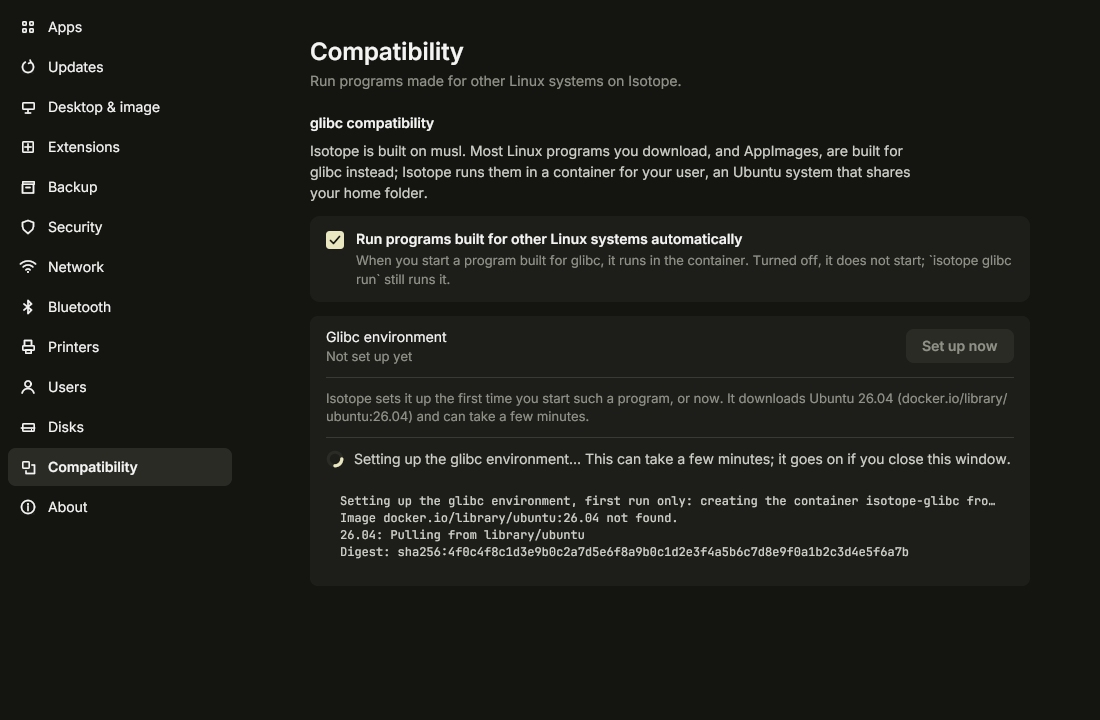 Apps
Updates
Desktop & image
Extensions
Backup
Security
Network
Bluetooth
Printers
Users
Disks
Compatibility
About
Compatibility
Run programs made for other Linux systems on Isotope.
glibc compatibility
Isotope is built on musl. Most Linux programs you download, and AppImages, are built for
glibc instead; Isotope runs them in a container for your user, an Ubuntu system that shares
your home folder.
Run programs built for other Linux systems automatically
When you start a program built for glibc, it runs in the container. Turned off, it does not start; `isotope glibc
run` still runs it.
Glibc environment
Not set up yet
Set up now
Isotope sets it up the first time you start such a program, or now. It downloads Ubuntu 26.04 (docker.io/library/
ubuntu:26.04) and can take a few minutes.
Setting up the glibc environment… This can take a few minutes; it goes on if you close this window.
Setting up the glibc environment, first run only: creating the container isotope-glibc fro…
Image docker.io/library/ubuntu:26.04 not found.
26.04: Pulling from library/ubuntu
Digest: sha256:4f0c4f8c1d3e9b0c2a7d5e6f8a9b0c1d2e3f4a5b6c7d8e9f0a1b2c3d4e5f6a7b